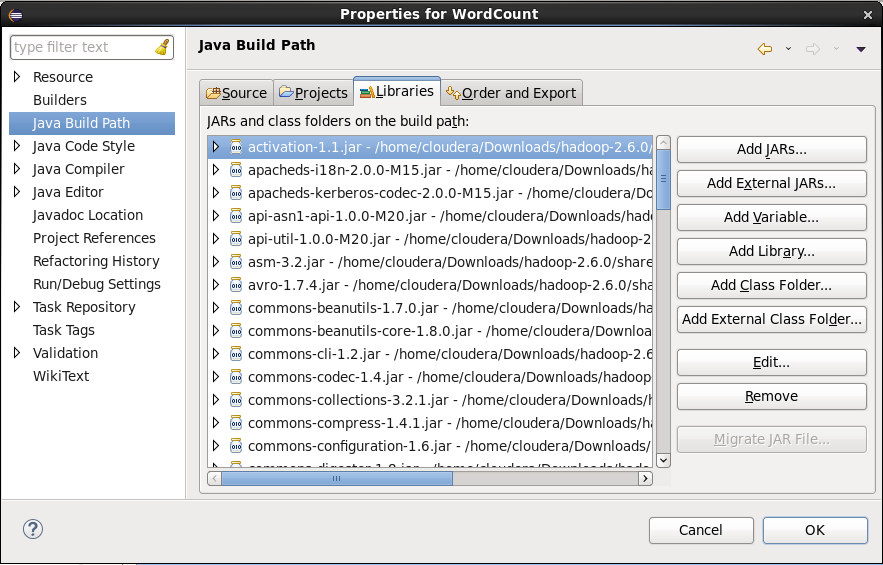 Properties for WordCount
type filter text
Resource
Builders
Java Build Path
Java Code Style
Java Compiler
Java Editor
Javadoc Location
Project References
Refactoring History
Run/Debug Settings
Task Repository
Task Tags
Validation
WikiText
Java Build Path
Source Projects Libraries Order and Export
JARs and class folders on the build path:
activation-1.1.jar - /home/cloudera/Downloads/hadoop-2.6.0/
apacheds-i18n-2.0.0-M15.jar - /home/cloudera/Downloads/ha
apacheds-kerberos-codec-2.0.0-M15.jar - /home/cloudera/Do
api-asn1-api-1.0.0-M20.jar - /home/cloudera/Downloads/hado
api-util-1.0.0-M20.jar - /home/cloudera/Downloads/hadoop-2
asm-3.2.jar - /home/cloudera/Downloads/hadoop-2.6.0/share
avro-1.7.4.jar - /home/cloudera/Downloads/hadoop-2.6.0/sha
commons-beanutils-1.7.0.jar - /home/cloudera/Downloads/h
commons-beanutils-core-1.8.0.jar - /home/cloudera/Downloa
commons-cli-1.2.jar - /home/cloudera/Downloads/hadoop-2.6
commons-codec-1.4.jar - /home/cloudera/Downloads/hadoop
commons-collections-3.2.1.jar - /home/cloudera/Downloads/h
commons-compress-1.4.1.jar - /home/cloudera/Downloads/ha
commons-configuration-1.6.jar - /home/cloudera/Downloads/
commons-digester-1.8.jar - /home/cloudera/Downloads/hado
Add JARs...
Add External JARs...
Add Variable...
Add Library...
Add Class Folder...
Add External Class Folder...
Edit...
Remove
Migrate JAR File...
Cancel
OK